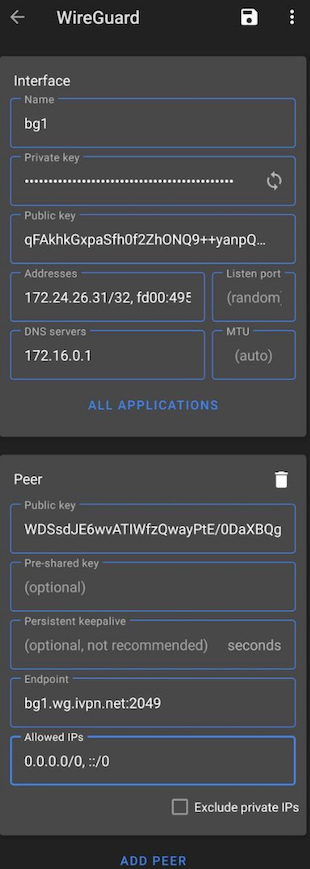 WireGuard
Interface
Name
bg1
Private key
Public key
qFAkhkGxpaSfh0f2ZhONQ9++yanpQ...
Addresses
Listen port
172.24.26.31/32, fd00:495
(random)
DNS servers
MTU
172.16.0.1
(auto)
ALL APPLICATIONS
Peer
Public key
WDSsdJE6wvATIWfzQwayPtE/0DaXBQg
Pre-shared key
(optional)
Persistent keepalive
(optional, not recommended) seconds
Endpoint
bg1.wg.ivpn.net:2049
Allowed IPs
0.0.0.0/0, ::/0
Exclude private IPs
ADD PEER